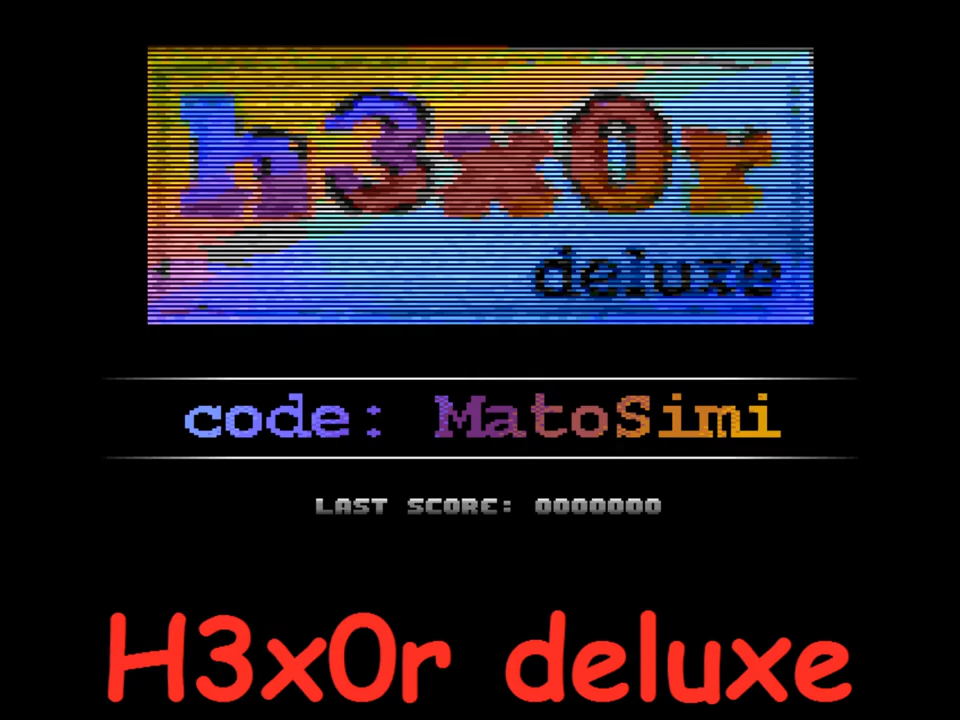 h3x0r
deluxe
code: MatoSimi
LAST SCORE: 0000000
H3x0r deluxe